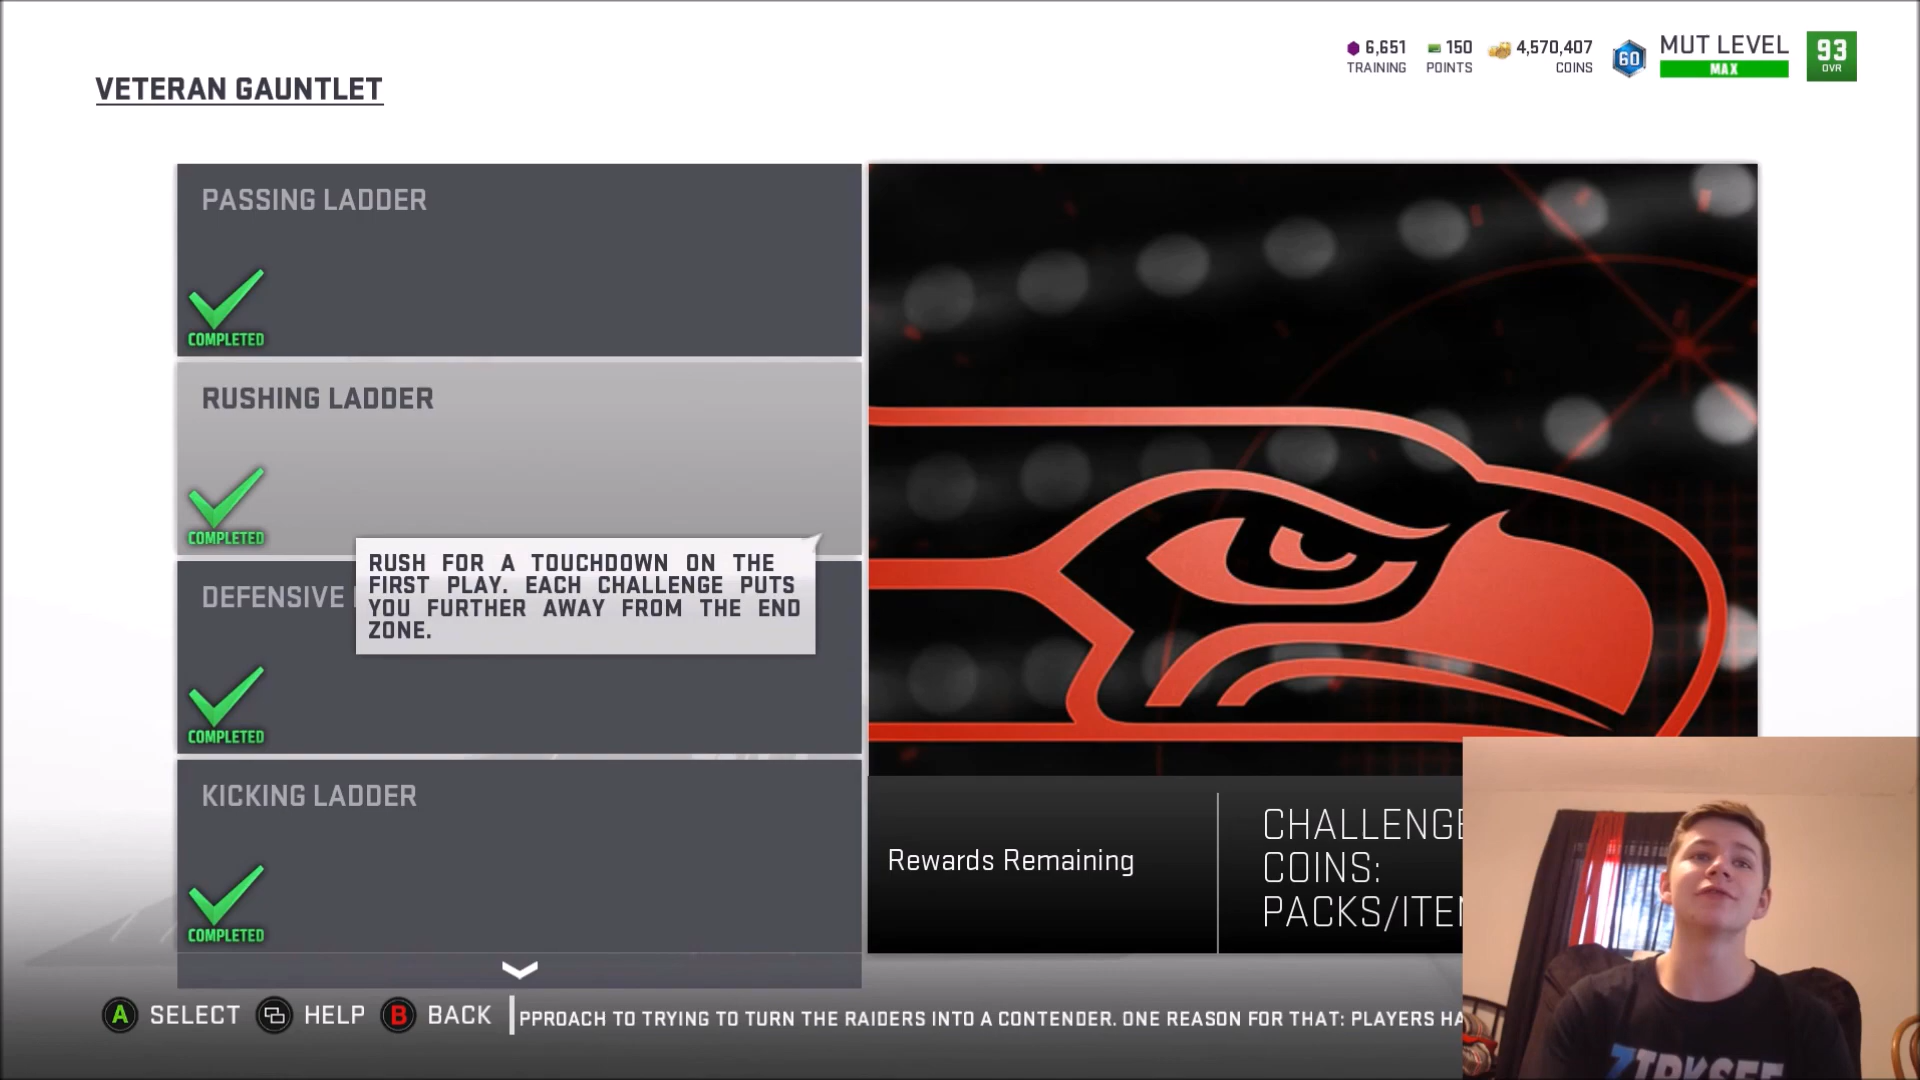 VETERAN GAUNTLET
6,651 TRAINING
150 POINTS
4,570,407 COINS
60
MUT LEVEL
MAX
93
OVR
PASSING LADDER
COMPLETED
RUSHING LADDER
COMPLETED
RUSH FOR A TOUCHDOWN ON THE
FIRST PLAY. EACH CHALLENGE PUTS
YOU FURTHER AWAY FROM THE END
ZONE.
DEFENSIVE
COMPLETED
KICKING LADDER
COMPLETED
Rewards Remaining
CHALLENGE
COINS:
PACKS/ITEM
A SELECT HELP B BACK
PPROACH TO TRYING TO TURN THE RAIDERS INTO A CONTENDER. ONE REASON FOR THAT: PLAYERS HA